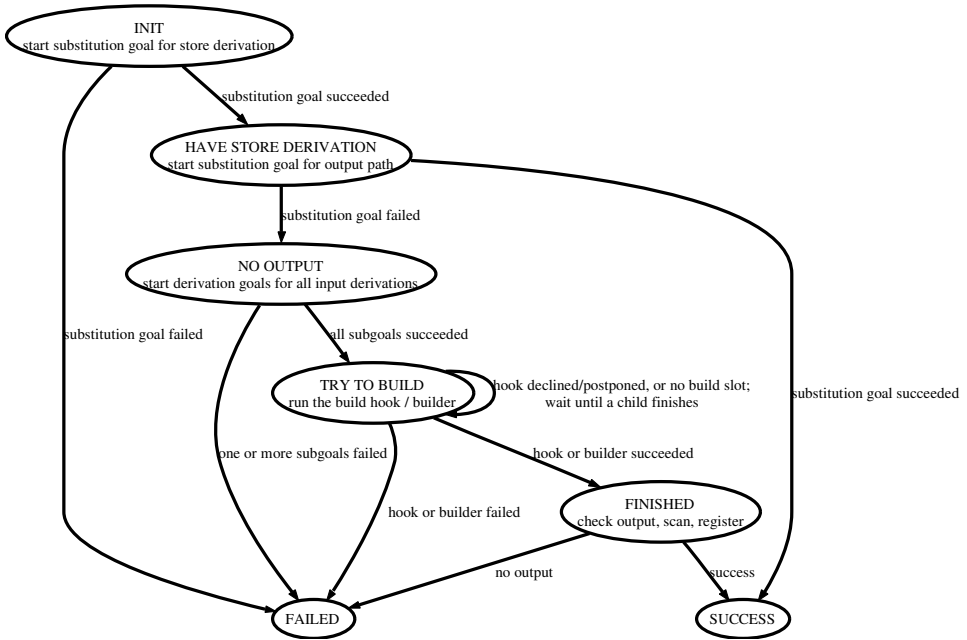 INIT
start substitution goal for store derivation
substitution goal succeeded
HAVE STORE DERIVATION
start substitution goal for output path
substitution goal failed
NO OUTPUT
start derivation goals for all input derivations
substitution goal failed
all subgoals succeeded
TRY TO BUILD
run the build hook / builder
hook declined/postponed, or no build slot;
wait until a child finishes
substitution goal succeeded
one or more subgoals failed
hook or builder succeeded
FINISHED
check output, scan, register
hook or builder failed
no output
success
FAILED
SUCCESS